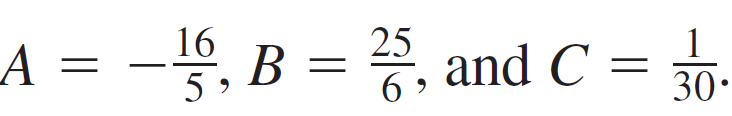 A = −16/5, B = 25/6, and C = 1/30.